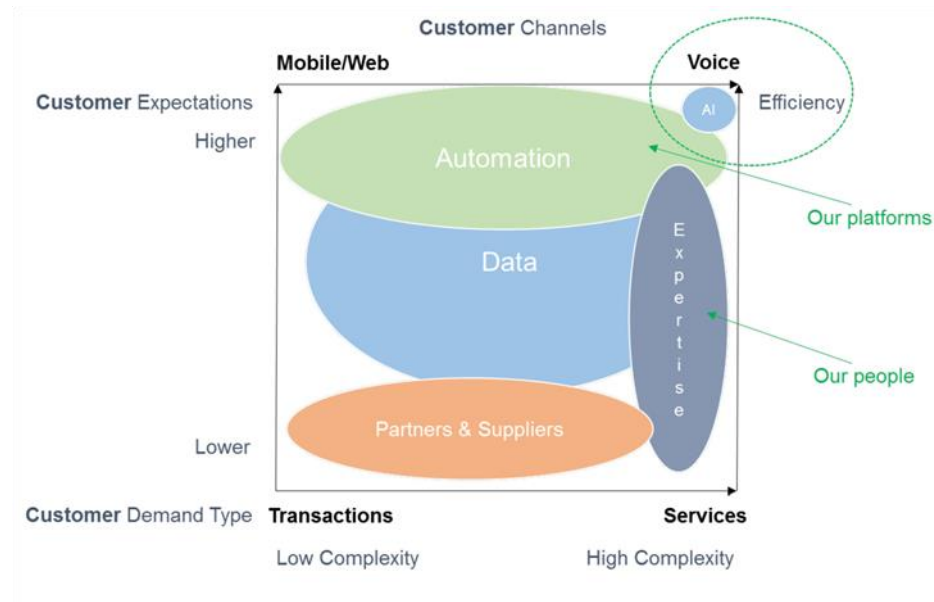 Customer Channels
Mobile/Web
Voice
Customer Expectations
AI
Efficiency
Higher
Automation
Our platforms
Data
Expertise
Our people
Partners & Suppliers
Lower
Customer Demand Type
Transactions
Services
Low Complexity
High Complexity